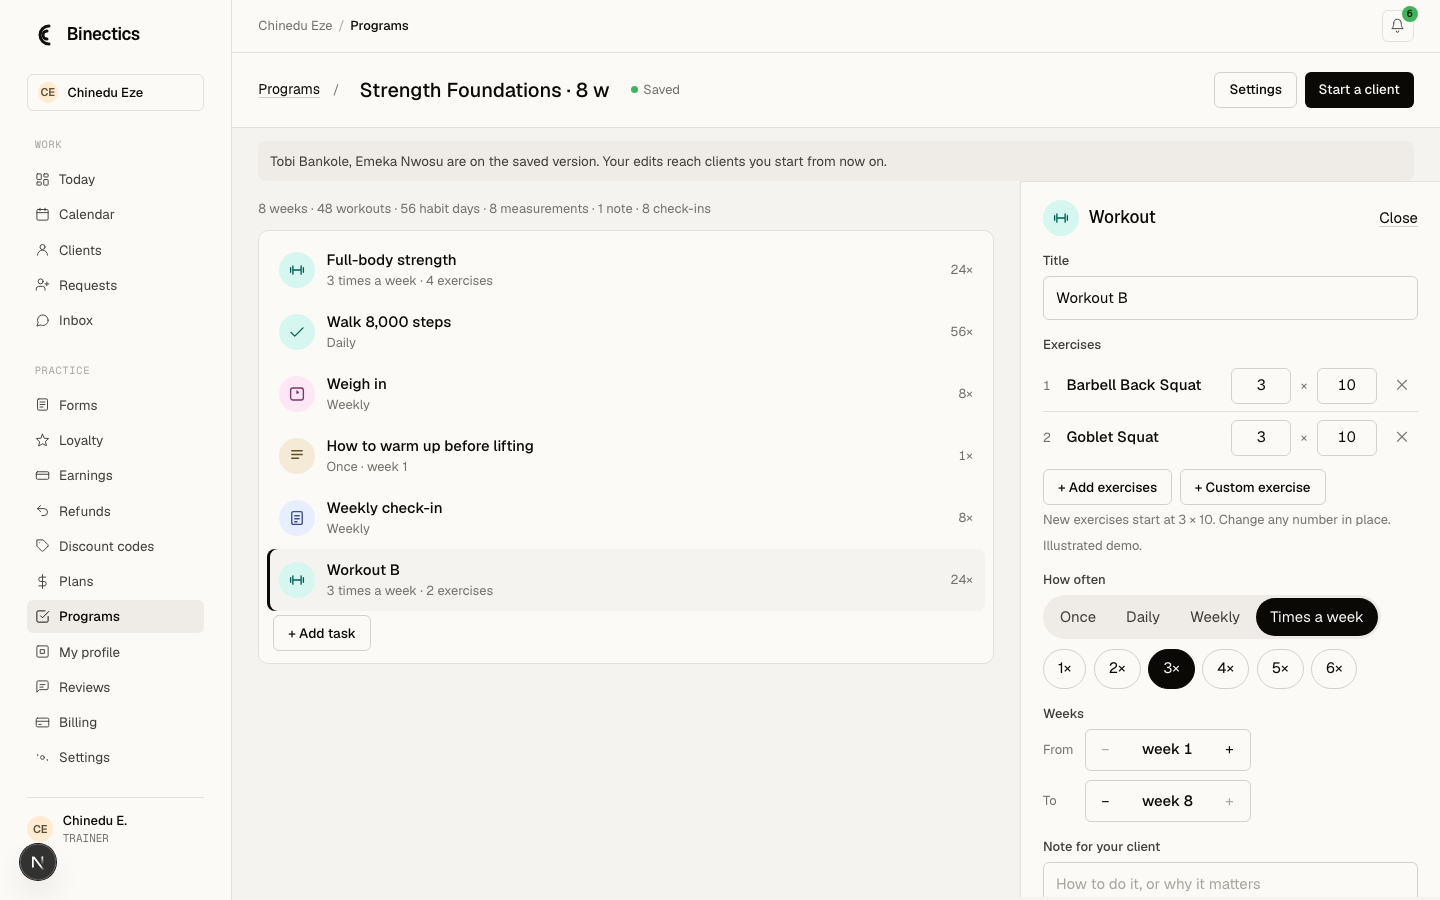 Binectics
CE Chinedu Eze
WORK
Today
Calendar
Clients
Requests
Inbox
PRACTICE
Forms
Loyalty
Earnings
Refunds
Discount codes
Plans
Programs
My profile
Reviews
Billing
Settings
CE Chinedu E.
TRAINER
N
Chinedu Eze / Programs
6
Programs / Strength Foundations · 8 w Saved
Settings Start a client
Tobi Bankole, Emeka Nwosu are on the saved version. Your edits reach clients you start from now on.
8 weeks · 48 workouts · 56 habit days · 8 measurements · 1 note · 8 check-ins
Full-body strength
3 times a week · 4 exercises 24×
Walk 8,000 steps
Daily 56×
Weigh in
Weekly 8×
How to warm up before lifting
Once · week 1 1×
Weekly check-in
Weekly 8×
Workout B
3 times a week · 2 exercises 24×
+ Add task
Workout Close
Title
Workout B
Exercises
1 Barbell Back Squat 3 × 10
2 Goblet Squat 3 × 10
+ Add exercises + Custom exercise
New exercises start at 3 × 10. Change any number in place.
Illustrated demo.
How often
Once Daily Weekly Times a week
1× 2× 3× 4× 5× 6×
Weeks
From − week 1 +
To − week 8 +
Note for your client
How to do it, or why it matters